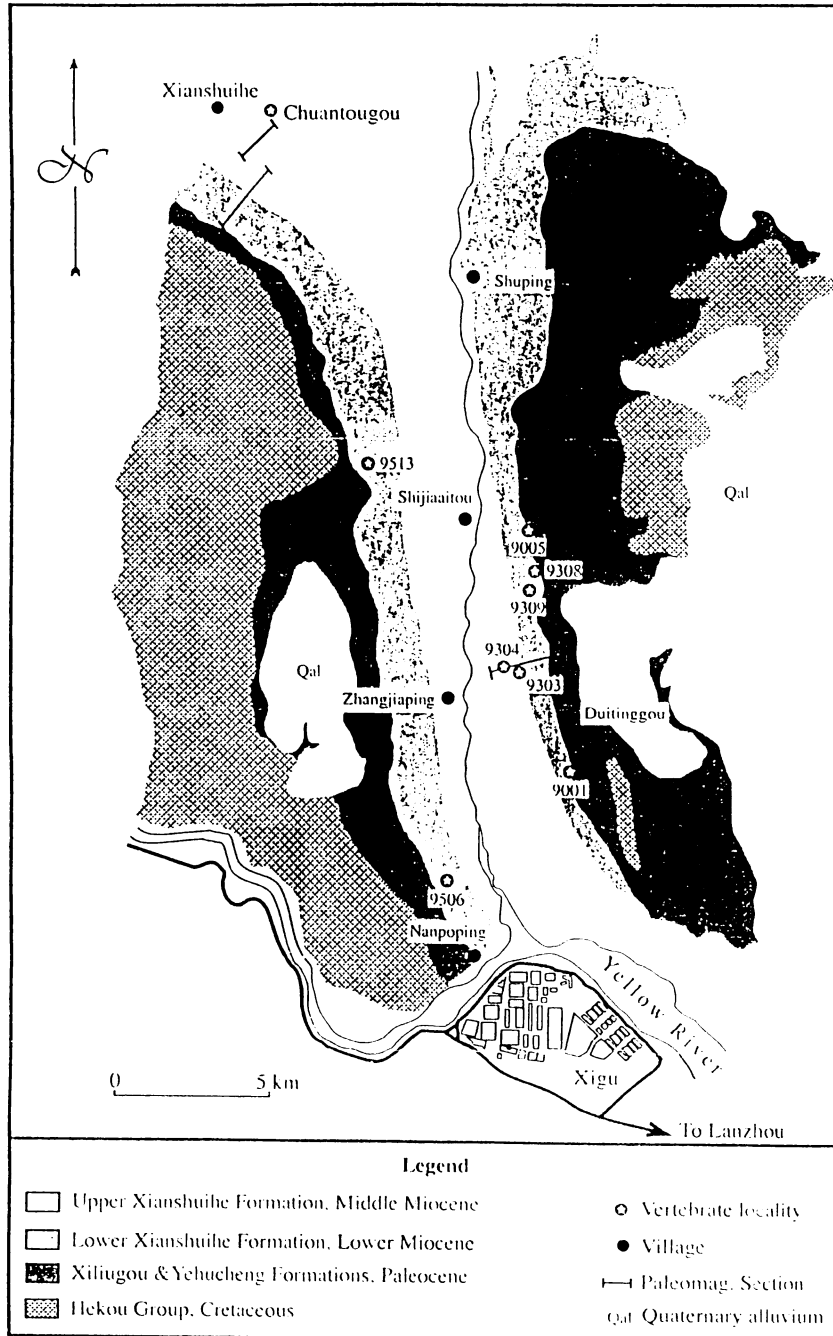 Xianshuihe
Chuantougou
N
Shuping
9513
Shijiaaitou
Qal
9005
9308
9309
9304
9303
Qal
Zhangjiaping
Duitinggou
9001
9506
Nanpoping
Yellow River
Xigu
0 5 km
To Lanzhou
Legend
Upper Xianshuihe Formation, Middle Miocene
Lower Xianshuihe Formation, Lower Miocene
Xiliugou & Yehucheng Formations, Paleocene
Hekou Group, Cretaceous
Vertebrate locality
Village
Paleomag. Section
Qal Quaternary alluvium